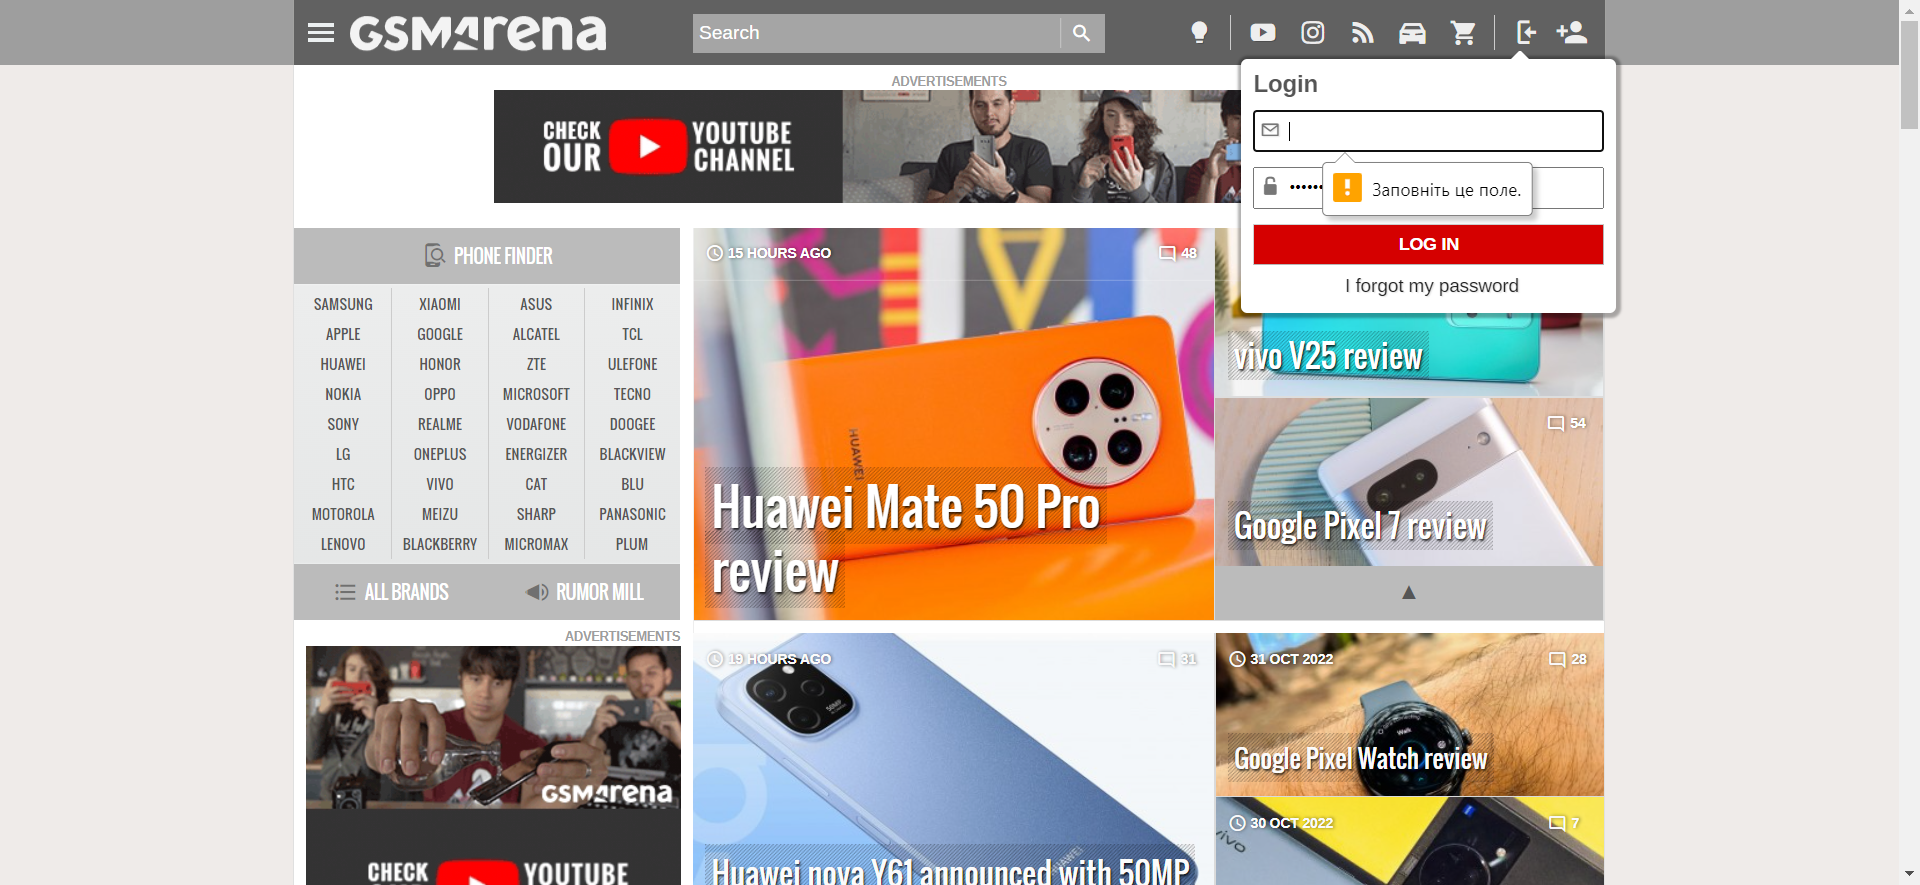 GSMArena
Search
Login
Заповніть це поле.
LOG IN
I forgot my password
ADVERTISEMENTS
CHECK OUR YOUTUBE CHANNEL
PHONE FINDER
SAMSUNG XIAOMI ASUS INFINIX
APPLE GOOGLE ALCATEL TCL
HUAWEI HONOR ZTE ULEFONE
NOKIA OPPO MICROSOFT TECNO
SONY REALME VODAFONE DOOGEE
LG ONEPLUS ENERGIZER BLACKVIEW
HTC VIVO CAT BLU
MOTOROLA MEIZU SHARP PANASONIC
LENOVO BLACKBERRY MICROMAX PLUM
ALL BRANDS RUMOR MILL
15 HOURS AGO 48
HUAWEI
Huawei Mate 50 Pro
review
vivo V25 review
54
Google Pixel 7 review
▲
ADVERTISEMENTS
GSMArena
CHECK YOUTUBE
19 HOURS AGO 31
50MP
HUAWEI
Huawei nova Y61 announced with 50MP
31 OCT 2022 28
Walk
Google Pixel Watch review
30 OCT 2022 7
vivo